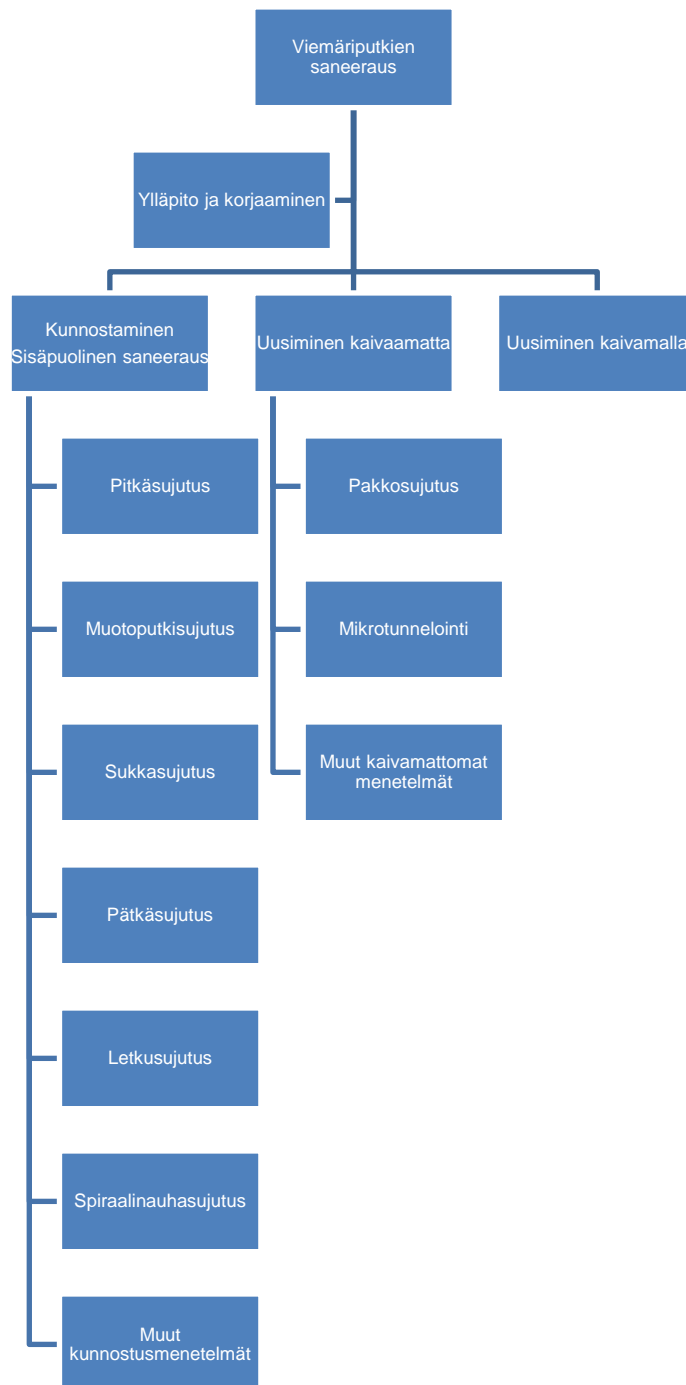 Viemäriputkien
saneeraus
Ylläpito ja korjaaminen
Kunnostaminen
Sisäpuolinen saneeraus
Uusiminen kaivaamatta
Uusiminen kaivamalla
Pitkäsujutus
Muotoputkisujutus
Sukkasujutus
Pätkäsujutus
Letkusujutus
Spiraalinauhasujutus
Muut
kunnostusmenetelmät
Pakkosujutus
Mikrotunnelointi
Muut kaivamattomat
menetelmät